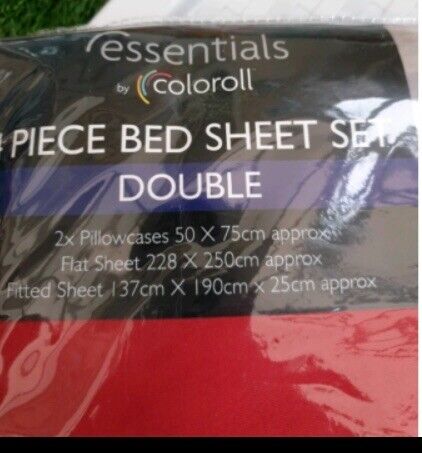 essentials
by coloroll
4 PIECE BED SHEET SET
DOUBLE
2x Pillowcases 50 X 75cm approx
Flat Sheet 228 X 250cm approx
Fitted Sheet 137cm X 190cm x 25cm approx